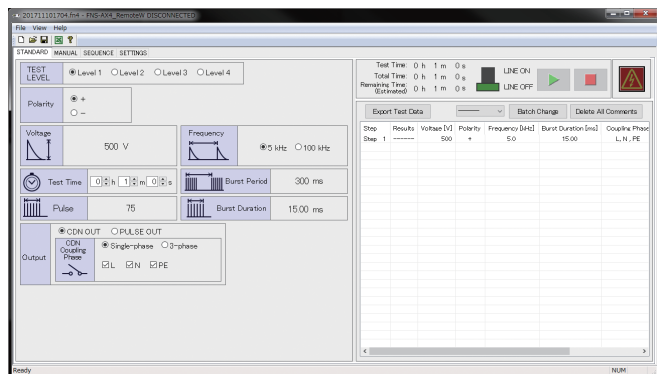 201711101704.fn4 - FNS-AX4_RemoteW DISCONNECTED
File View Help
STANDARD MANUAL SEQUENCE SETTINGS
TEST LEVEL
Level 1 Level 2 Level 3 Level 4
Polarity
+
-
Voltage
500 V
Frequency
5 kHz 100 kHz
Test Time 0 h 1 m 0 s
Burst Period 300 ms
Pulse 75
Burst Duration 15.00 ms
Output
CDN OUT PULSE OUT
CDN Coupling Phase
Single-phase 3-phase
L N PE
Test Time: 0 h 1 m 0 s
Total Time: 0 h 1 m 0 s
Remaining Time: (Estimated) 0 h 1 m 0 s
LINE ON
LINE OFF
Export Test Data Batch Change Delete All Comments
Step Results Voltage [V] Polarity Frequency [kHz] Burst Duration [ms] Coupling Phase
Step 1 ------ 500 + 5.0 15.00 L, N , PE
Ready NUM